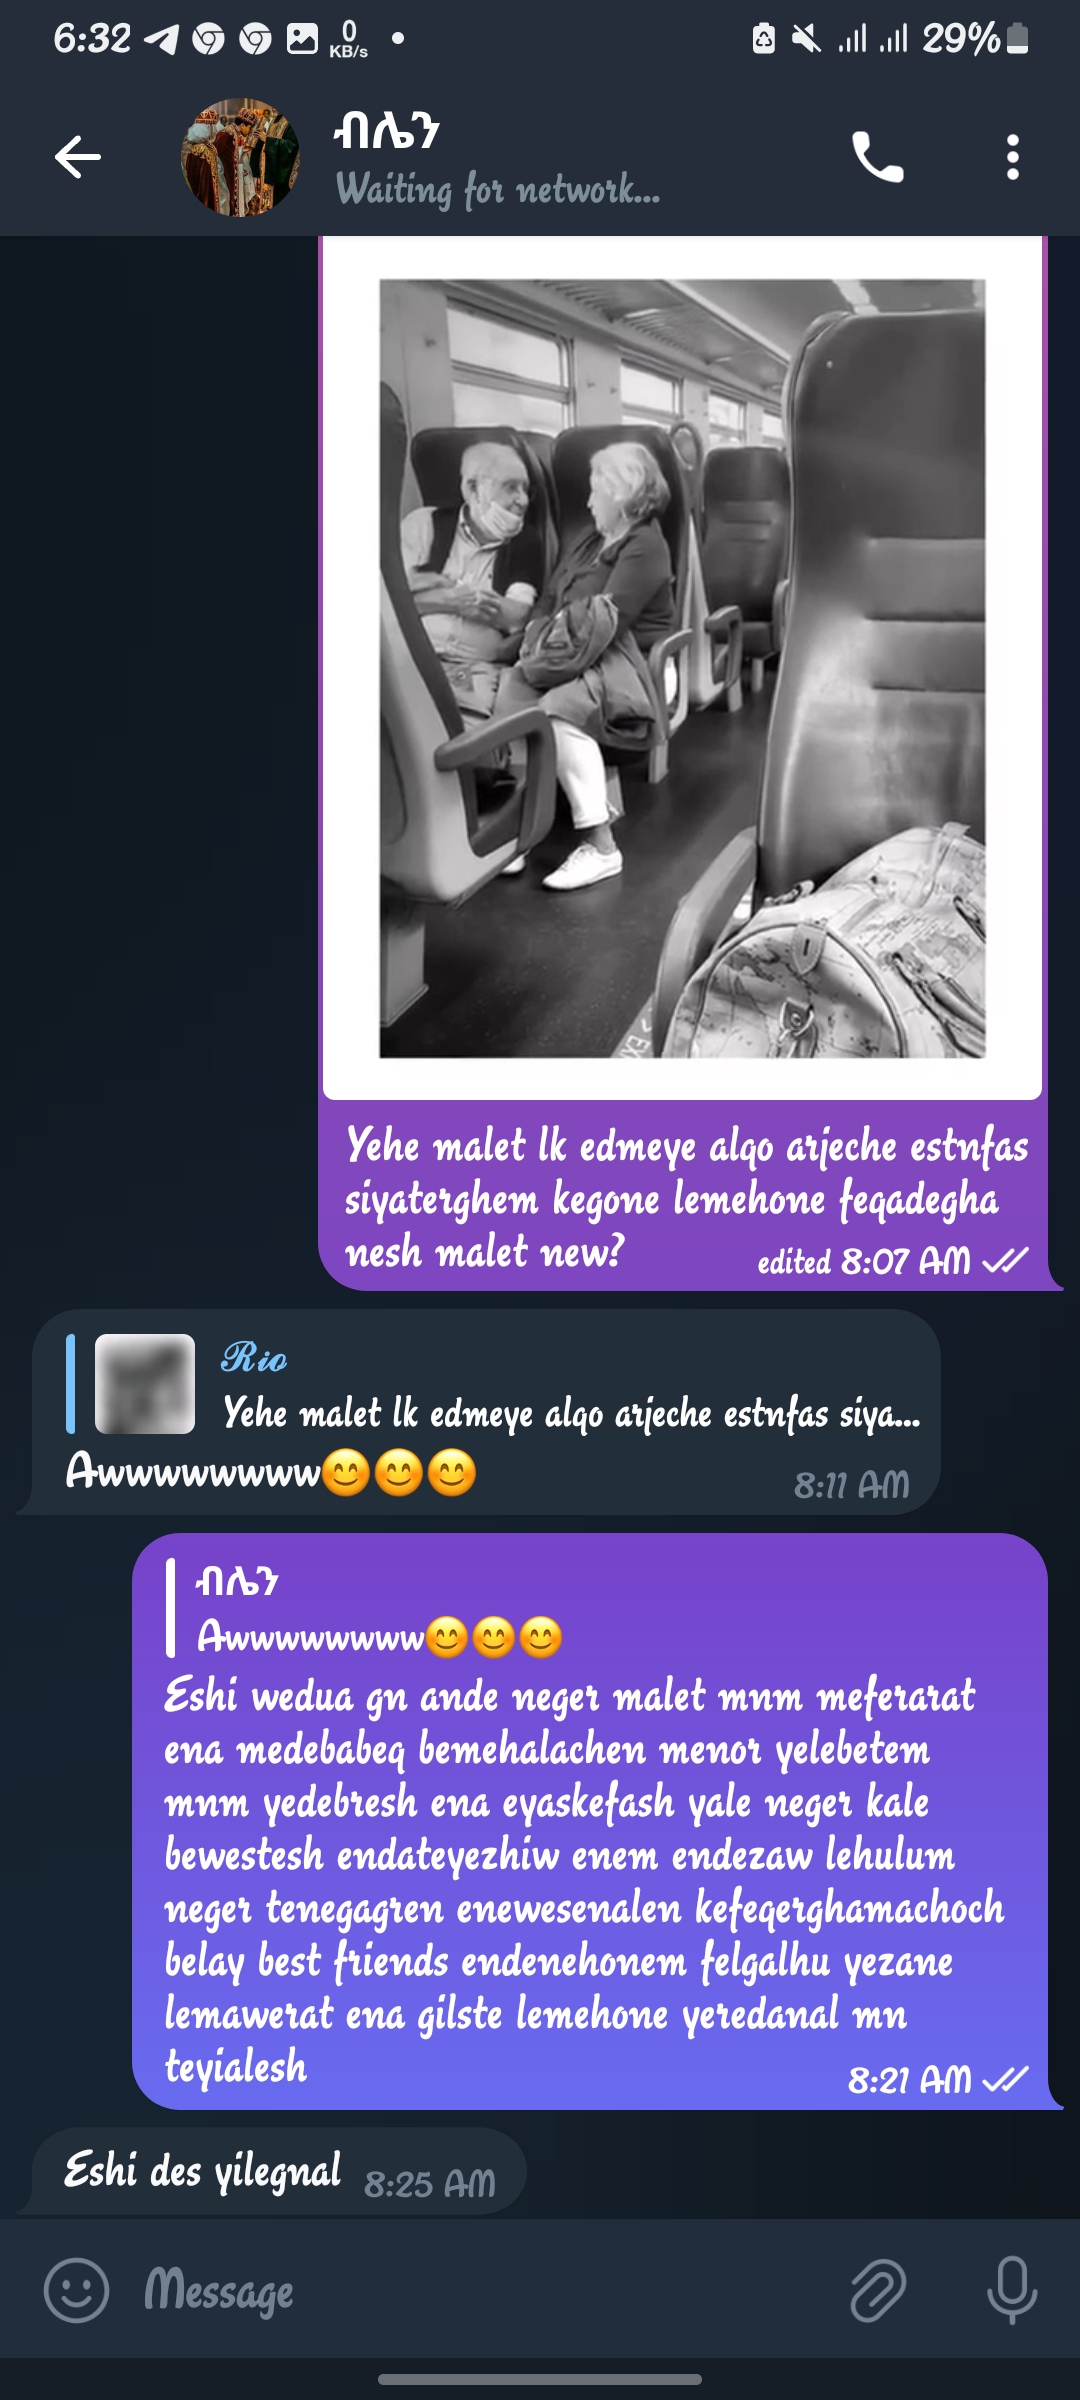 6:32 0 KB/s 29%
ብሌን
Waiting for network...
EX
Yehe malet lk edmeye alqo arjeche estnfas
siyaterghem kegone lemehone feqadegha
nesh malet new?
edited 8:07 AM
Rio
Yehe malet lk edmeye alqo arjeche estnfas siya...
Awwwwwwww😊😊😊
8:11 AM
ብሌን
Awwwwwwww😊😊😊
Eshi wedua gn ande neger malet mnm meferarat
ena medebabeq bemehalachen menor yelebetem
mnm yedebresh ena eyaskefash yale neger kale
bewestesh endateyezhiw enem endezaw lehulum
neger tenegagren enewesenalen kefeqerghamachoch
belay best friends endenehonem felgalhu yezane
lemawerat ena gilste lemehone yeredanal mn
teyialesh
8:21 AM
Eshi des yilegnal 8:25 AM
Message